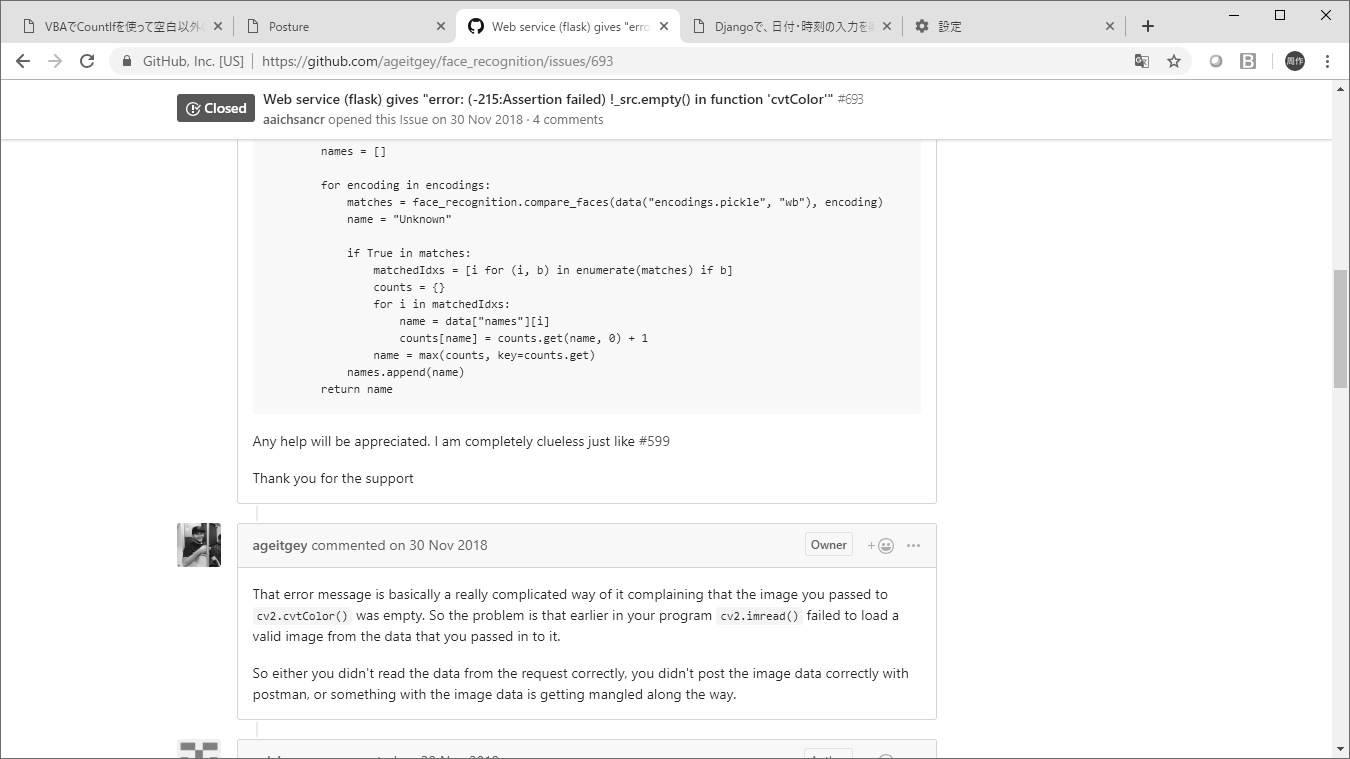 VBAでCountIfを使って空白以外
Posture
Web service (flask) gives "erro
Djangoで、日付・時刻の入力を
設定
GitHub, Inc. [US] | https://github.com/ageitgey/face_recognition/issues/693
周作
Closed
Web service (flask) gives "error: (-215:Assertion failed) !_src.empty() in function 'cvtColor'" #693
aaichsancr opened this Issue on 30 Nov 2018 · 4 comments
names = []
for encoding in encodings:
matches = face_recognition.compare_faces(data("encodings.pickle", "wb"), encoding)
name = "Unknown"
if True in matches:
matchedIdxs = [i for (i, b) in enumerate(matches) if b]
counts = {}
for i in matchedIdxs:
name = data["names"][i]
counts[name] = counts.get(name, 0) + 1
name = max(counts, key=counts.get)
names.append(name)
return name
Any help will be appreciated. I am completely clueless just like #599
Thank you for the support
ageitgey commented on 30 Nov 2018
Owner
That error message is basically a really complicated way of it complaining that the image you passed to
cv2.cvtColor() was empty. So the problem is that earlier in your program cv2.imread() failed to load a
valid image from the data that you passed in to it.
So either you didn't read the data from the request correctly, you didn't post the image data correctly with
postman, or something with the image data is getting mangled along the way.